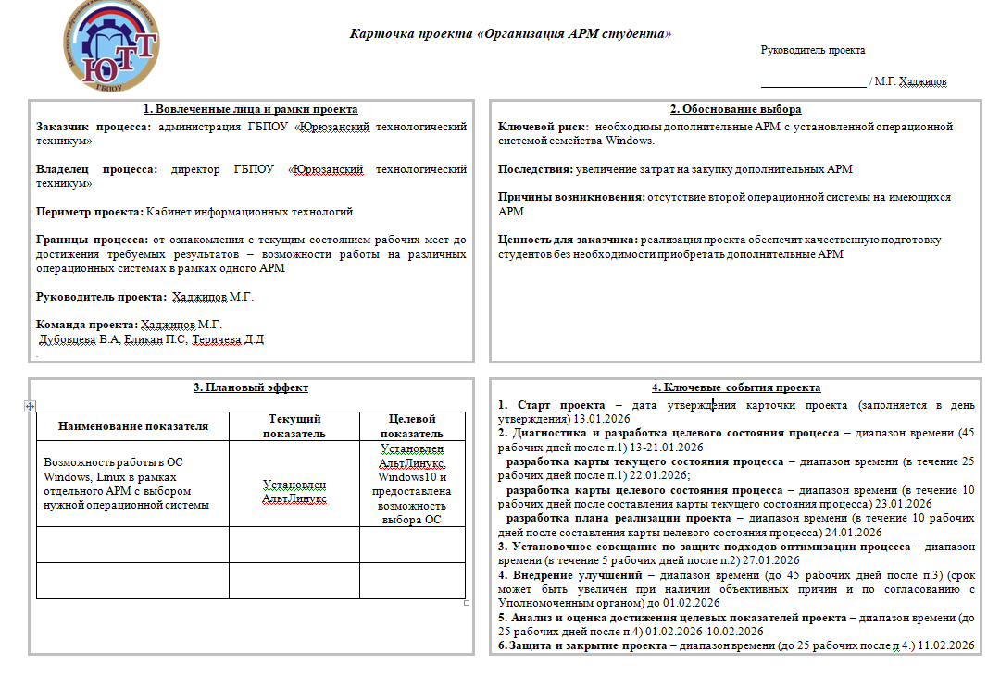 Министерство образования и
ЮТТ
ГБПОУ
Карточка проекта «Организация АРМ студента»
Руководитель проекта
___________________ / М.Г. Хаджипов
1. Вовлеченные лица и рамки проекта
Заказчик процесса: администрация ГБПОУ «Юрюзанский технологический
техникум»
Владелец процесса: директор ГБПОУ «Юрюзанский технологический
техникум»
Периметр проекта: Кабинет информационных технологий
Границы процесса: от ознакомления с текущим состоянием рабочих мест до
достижения требуемых результатов – возможности работы на различных
операционных системах в рамках одного АРМ
Руководитель проекта: Хаджипов М.Г.
Команда проекта: Хаджипов М.Г.
Дубовцева В.А, Еликан П.С, Теричева Д.Д
.
2. Обоснование выбора
Ключевой риск: необходимы дополнительные АРМ с установленной операционной
системой семейства Windows.
Последствия: увеличение затрат на закупку дополнительных АРМ
Причины возникновения: отсутствие второй операционной системы на имеющихся
АРМ
Ценность для заказчика: реализация проекта обеспечит качественную подготовку
студентов без необходимости приобретать дополнительные АРМ
3. Плановый эффект
Наименование показателя
Текущий
показатель
Целевой
показатель
Возможность работы в ОС
Windows, Linux в рамках
отдельного АРМ с выбором
нужной операционной системы
Установлен
АльтЛинукс
Установлен
АльтЛинукс,
Windows10 и
предоставлена
возможность
выбора ОС
4. Ключевые события проекта
1. Старт проекта – дата утверждения карточки проекта (заполняется в день
утверждения) 13.01.2026
2. Диагностика и разработка целевого состояния процесса – диапазон времени (45
рабочих дней после п.1) 13-21.01.2026
разработка карты текущего состояния процесса – диапазон времени (в течение 25
рабочих дней после п.1) 22.01.2026;
разработка карты целевого состояния процесса – диапазон времени (в течение 10
рабочих дней после составления карты текущего состояния процесса) 23.01.2026
разработка плана реализации проекта – диапазон времени (в течение 10 рабочих
дней после составления карты целевого состояния процесса) 24.01.2026
3. Установочное совещание по защите подходов оптимизации процесса – диапазон
времени (в течение 5 рабочих дней после п.2) 27.01.2026
4. Внедрение улучшений – диапазон времени (до 45 рабочих дней после п.3) (срок
может быть увеличен при наличии объективных причин и по согласованию с
Уполномоченным органом) до 01.02.2026
5. Анализ и оценка достижения целевых показателей проекта – диапазон времени (до
25 рабочих дней после п.4) 01.02.2026-10.02.2026
6. Защита и закрытие проекта – диапазон времени (до 25 рабочих после п 4.) 11.02.2026